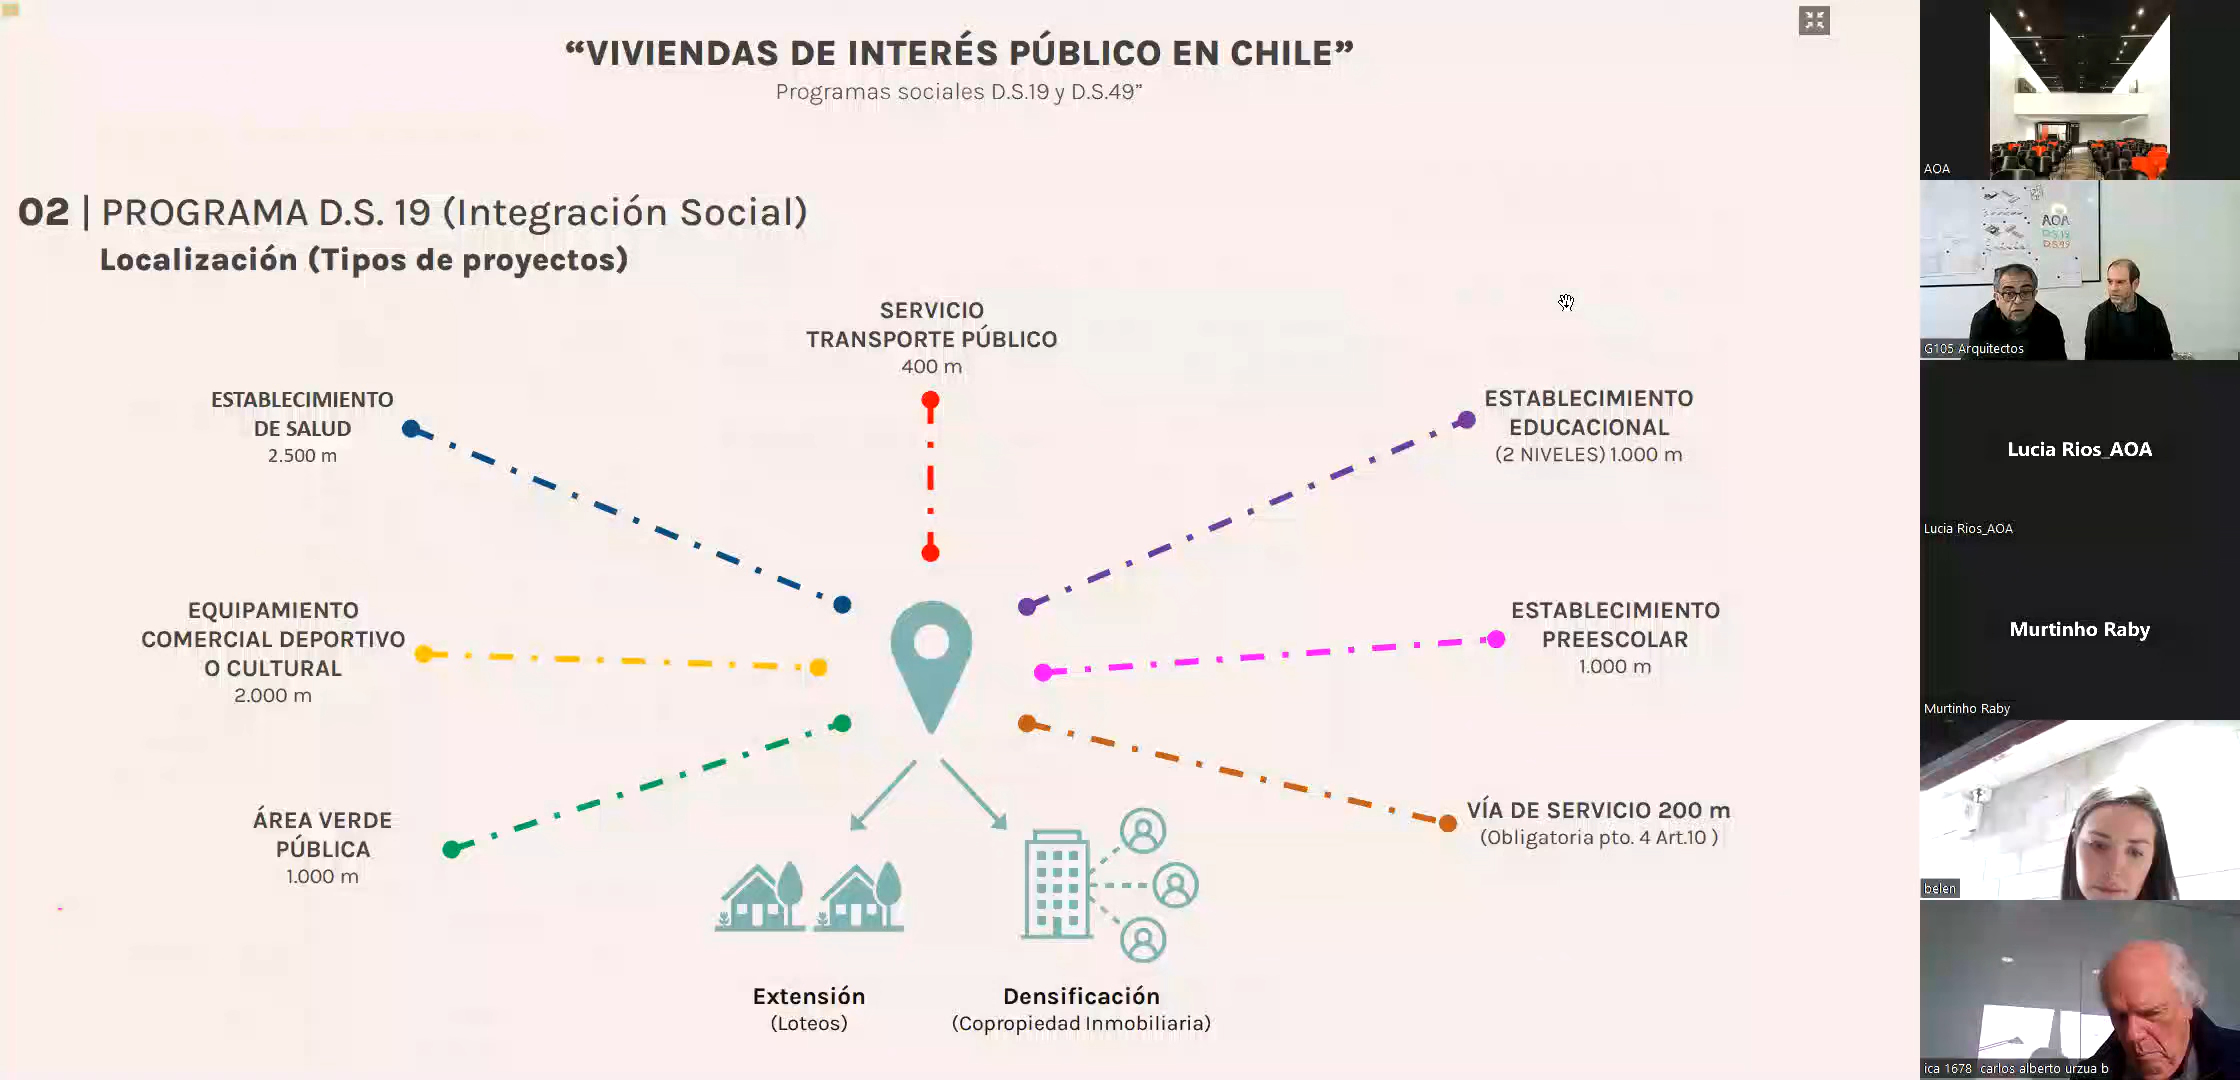 “VIVIENDAS DE INTERÉS PÚBLICO EN CHILE”
Programas sociales D.S.19 y D.S.49”
02 | PROGRAMA D.S. 19 (Integración Social)
Localización (Tipos de proyectos)
SERVICIO
TRANSPORTE PÚBLICO
400 m
ESTABLECIMIENTO
DE SALUD
2.500 m
ESTABLECIMIENTO
EDUCACIONAL
(2 NIVELES) 1.000 m
EQUIPAMIENTO
COMERCIAL DEPORTIVO
O CULTURAL
2.000 m
ESTABLECIMIENTO
PREESCOLAR
1.000 m
ÁREA VERDE
PÚBLICA
1.000 m
VÍA DE SERVICIO 200 m
(Obligatoria pto. 4 Art.10 )
Extensión
(Loteos)
Densificación
(Copropiedad Inmobiliaria)
AOA
AOA
D.S.19
D.S.49
G105 Arquitectos
Lucia Rios_AOA
Lucia Rios_AOA
Murtinho Raby
Murtinho Raby
belen
ica 1678 carlos alberto urzua b